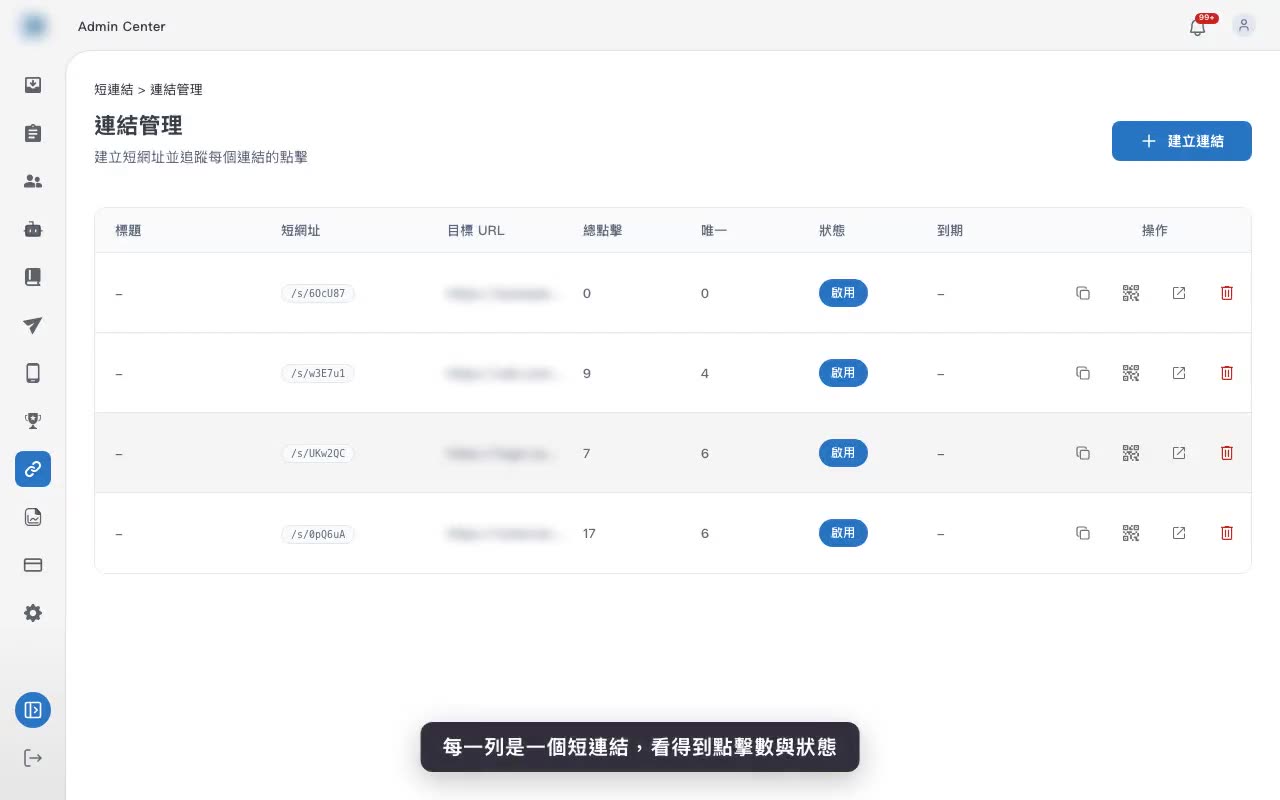 Admin Center
99+
短連結 > 連結管理
連結管理
建立短網址並追蹤每個連結的點擊
建立連結
標題 短網址 目標 URL 總點擊 唯一 狀態 到期 操作
– /s/6OcU87 0 0 啟用 –
– /s/w3E7u1 9 4 啟用 –
– /s/UKw2QC 7 6 啟用 –
– /s/0pQ6uA 17 6 啟用 –
每一列是一個短連結，看得到點擊數與狀態